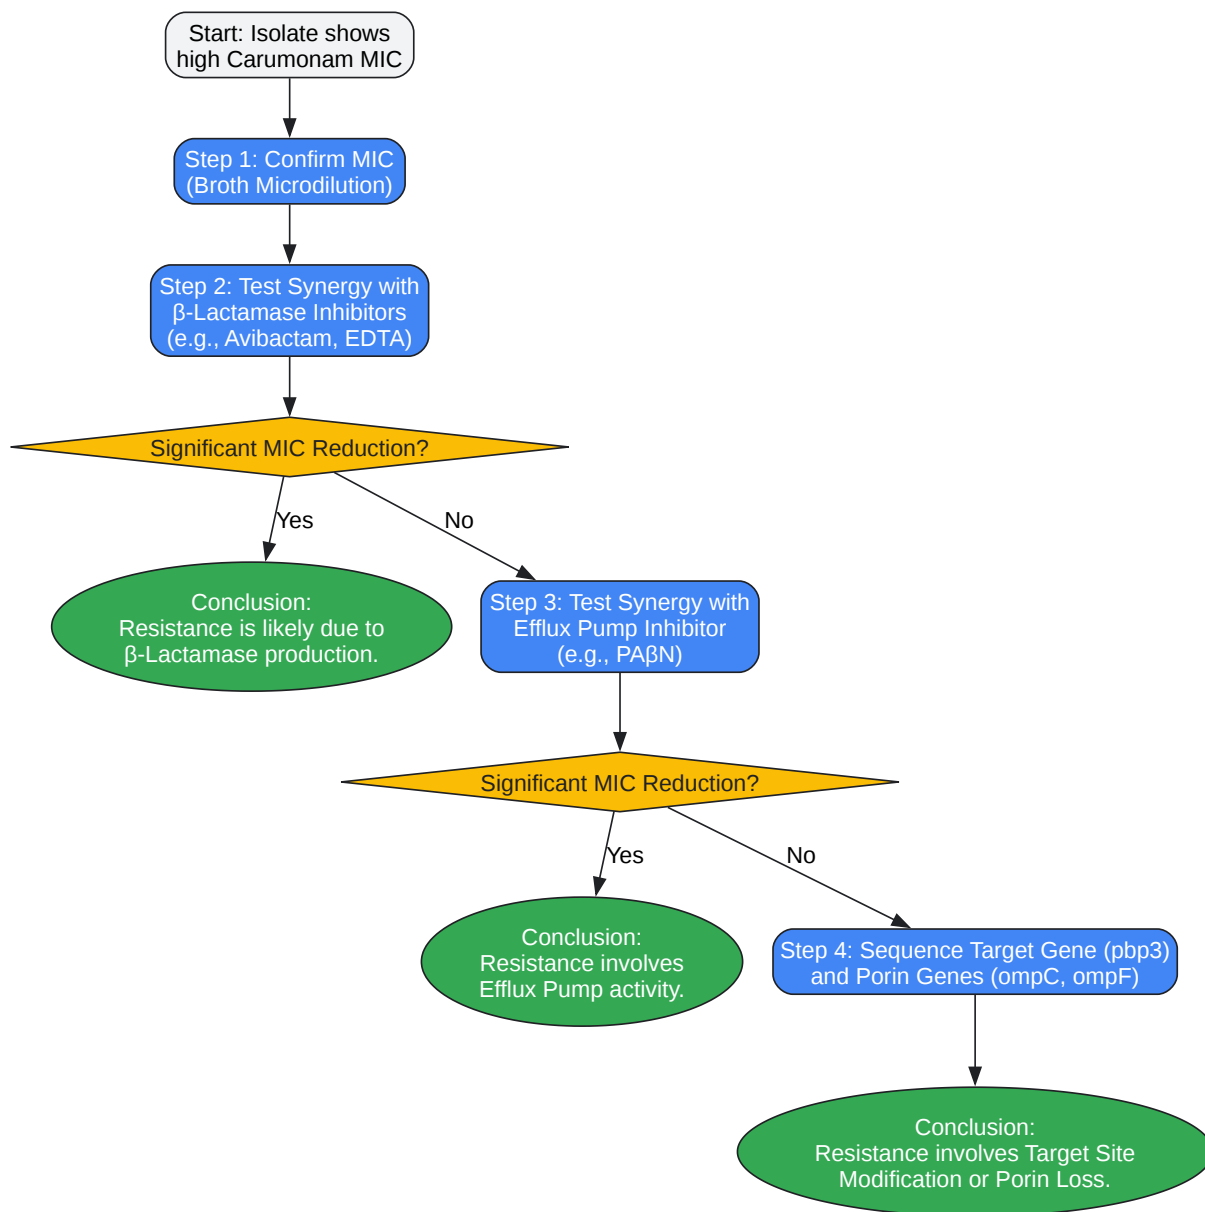 Start: Isolate shows
high Carumonam MIC
Step 1: Confirm MIC
(Broth Microdilution)
Step 2: Test Synergy with
β-Lactamase Inhibitors
(e.g., Avibactam, EDTA)
Significant MIC Reduction?
Yes
No
Conclusion:
Resistance is likely due to
β-Lactamase production.
Step 3: Test Synergy with
Efflux Pump Inhibitor
(e.g., PAβN)
Significant MIC Reduction?
Yes
No
Conclusion:
Resistance involves
Efflux Pump activity.
Step 4: Sequence Target Gene (pbp3)
and Porin Genes (ompC, ompF)
Conclusion:
Resistance involves Target Site
Modification or Porin Loss.